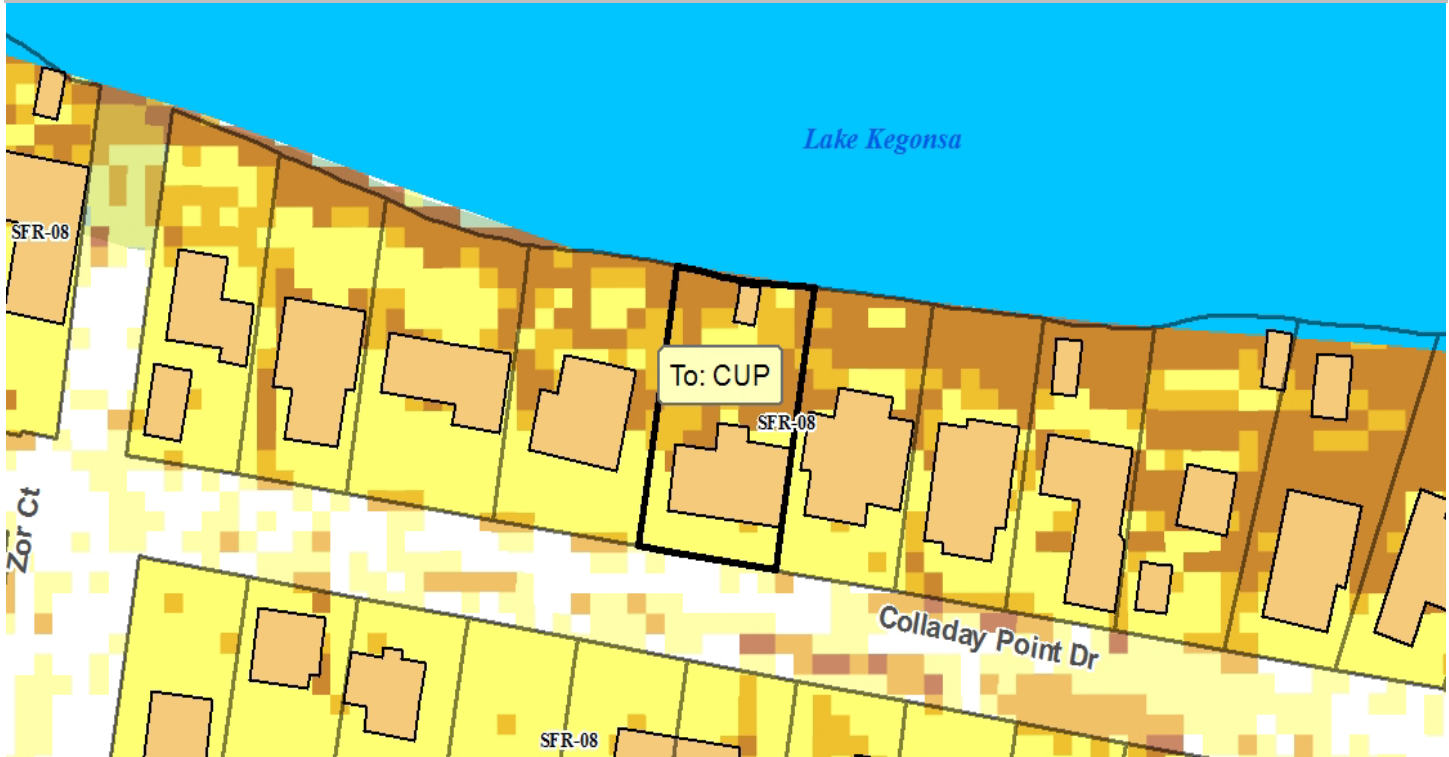 Lake Kegonsa
SFR-08
To: CUP
SFR-08
Zor Ct
Colladay Point Dr
SFR-08